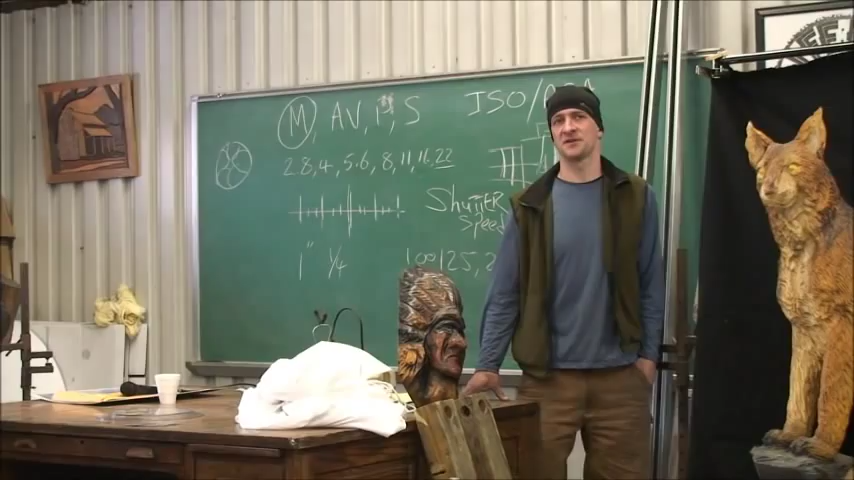 M, AV, P, S
ISO/ASA
2.8, 4, 5.6, 8, 11, 16, 22
Shutter
Speed
1" 1/4
100 125, 2